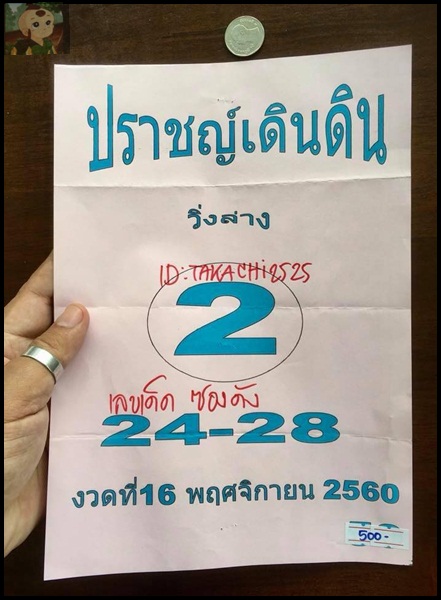 ปราชญ์เดินดิน
วิ่งล่าง
ID:TAKACHI2525
2
เลขเด็ด ซองดัง
24-28
งวดที่16 พฤศจิกายน 2560
500-